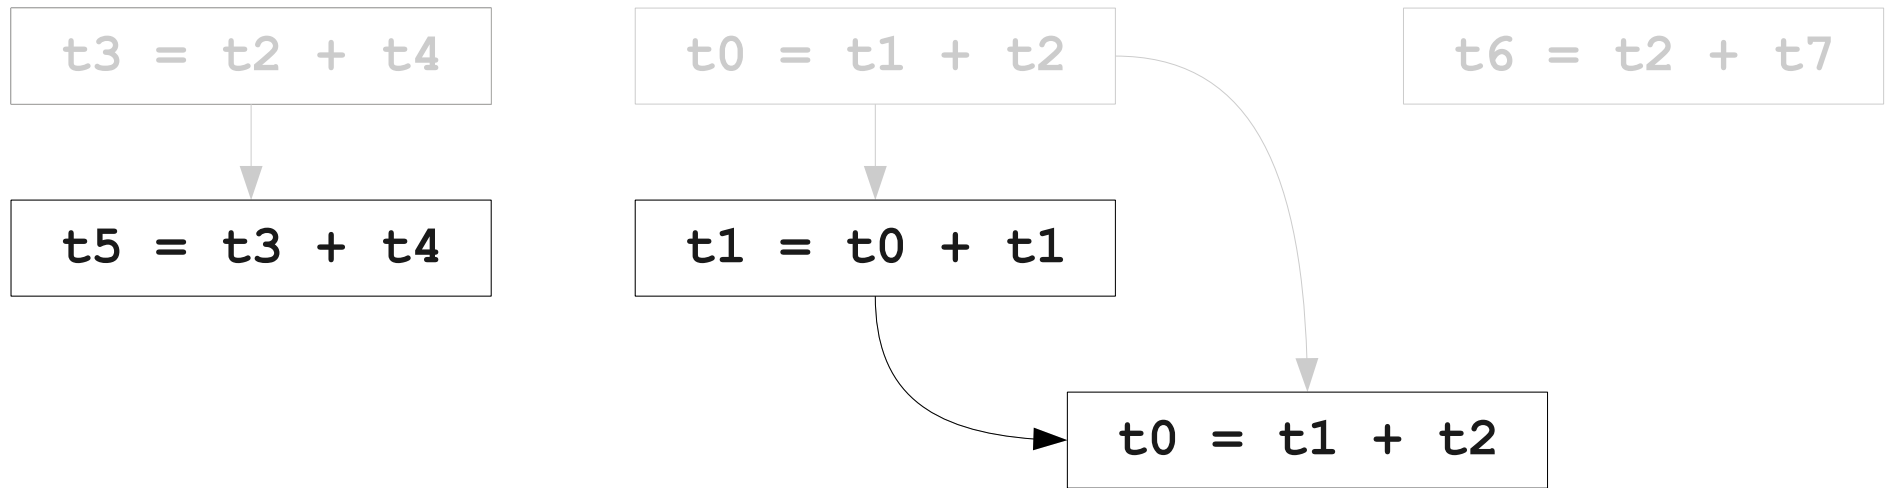 t3 = t2 + t4
t0 = t1 + t2
t6 = t2 + t7
t5 = t3 + t4
t1 = t0 + t1
t0 = t1 + t2